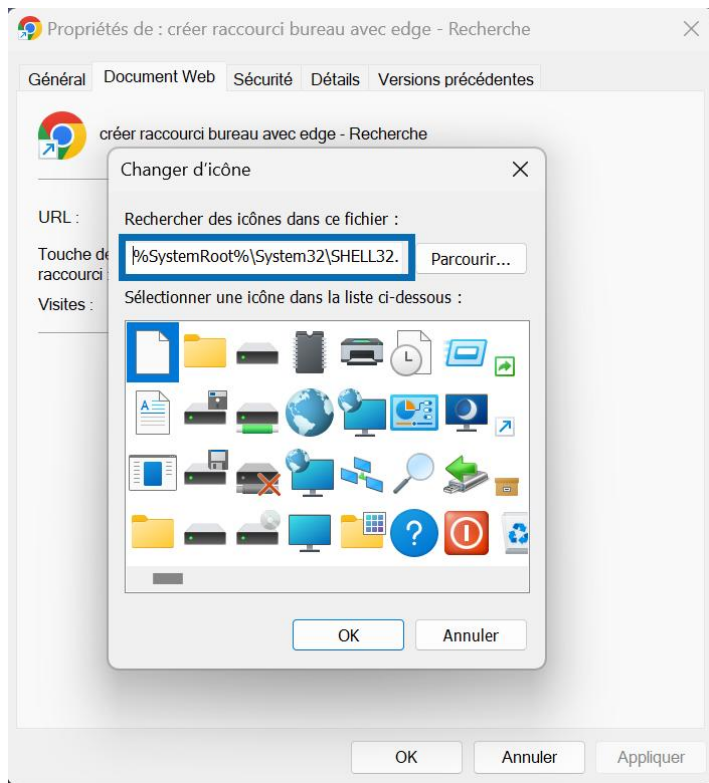 Propriétés de : créer raccourci bureau avec edge - Recherche
Général Document Web Sécurité Détails Versions précédentes
créer raccourci bureau avec edge - Recherche
Changer d'icône
URL :
Rechercher des icônes dans ce fichier :
Touche de
raccourci :
%SystemRoot%\System32\SHELL32.
Parcourir...
Visites :
Sélectionner une icône dans la liste ci-dessous :
OK Annuler
OK Annuler Appliquer